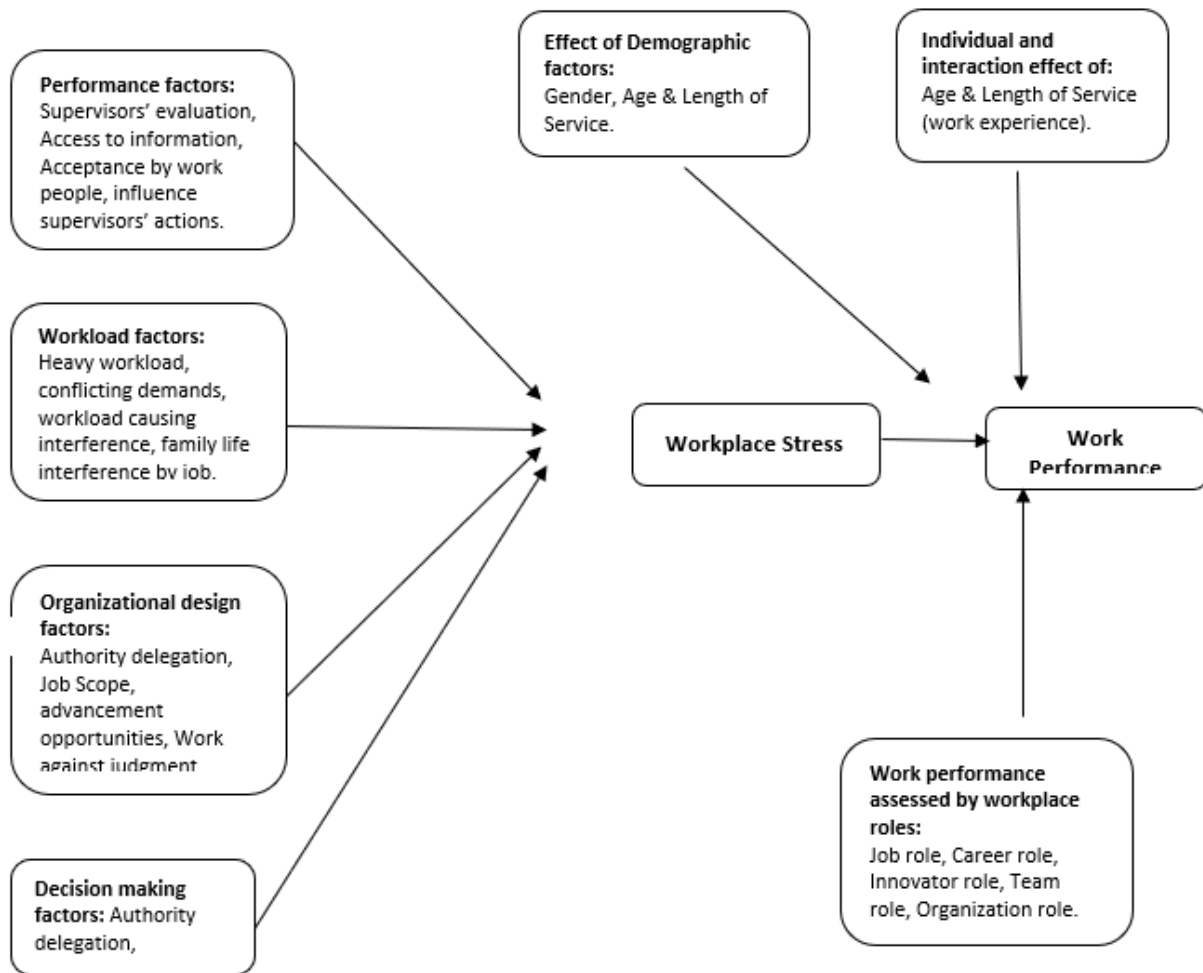 Performance factors:
Supervisors' evaluation,
Access to information,
Acceptance by work
people, influence
supervisors' actions.
Effect of Demographic
factors:
Gender, Age & Length of
Service.
Individual and
interaction effect of:
Age & Length of Service
(work experience).
Workload factors:
Heavy workload,
conflicting demands,
workload causing
interference, family life
interference by job.
Workplace Stress
Work
Performance
Organizational design
factors:
Authority delegation,
Job Scope,
advancement
opportunities, Work
against judgment
Work performance
assessed by workplace
roles:
Job role, Career role,
Innovator role, Team
role, Organization role.
Decision making
factors: Authority
delegation,